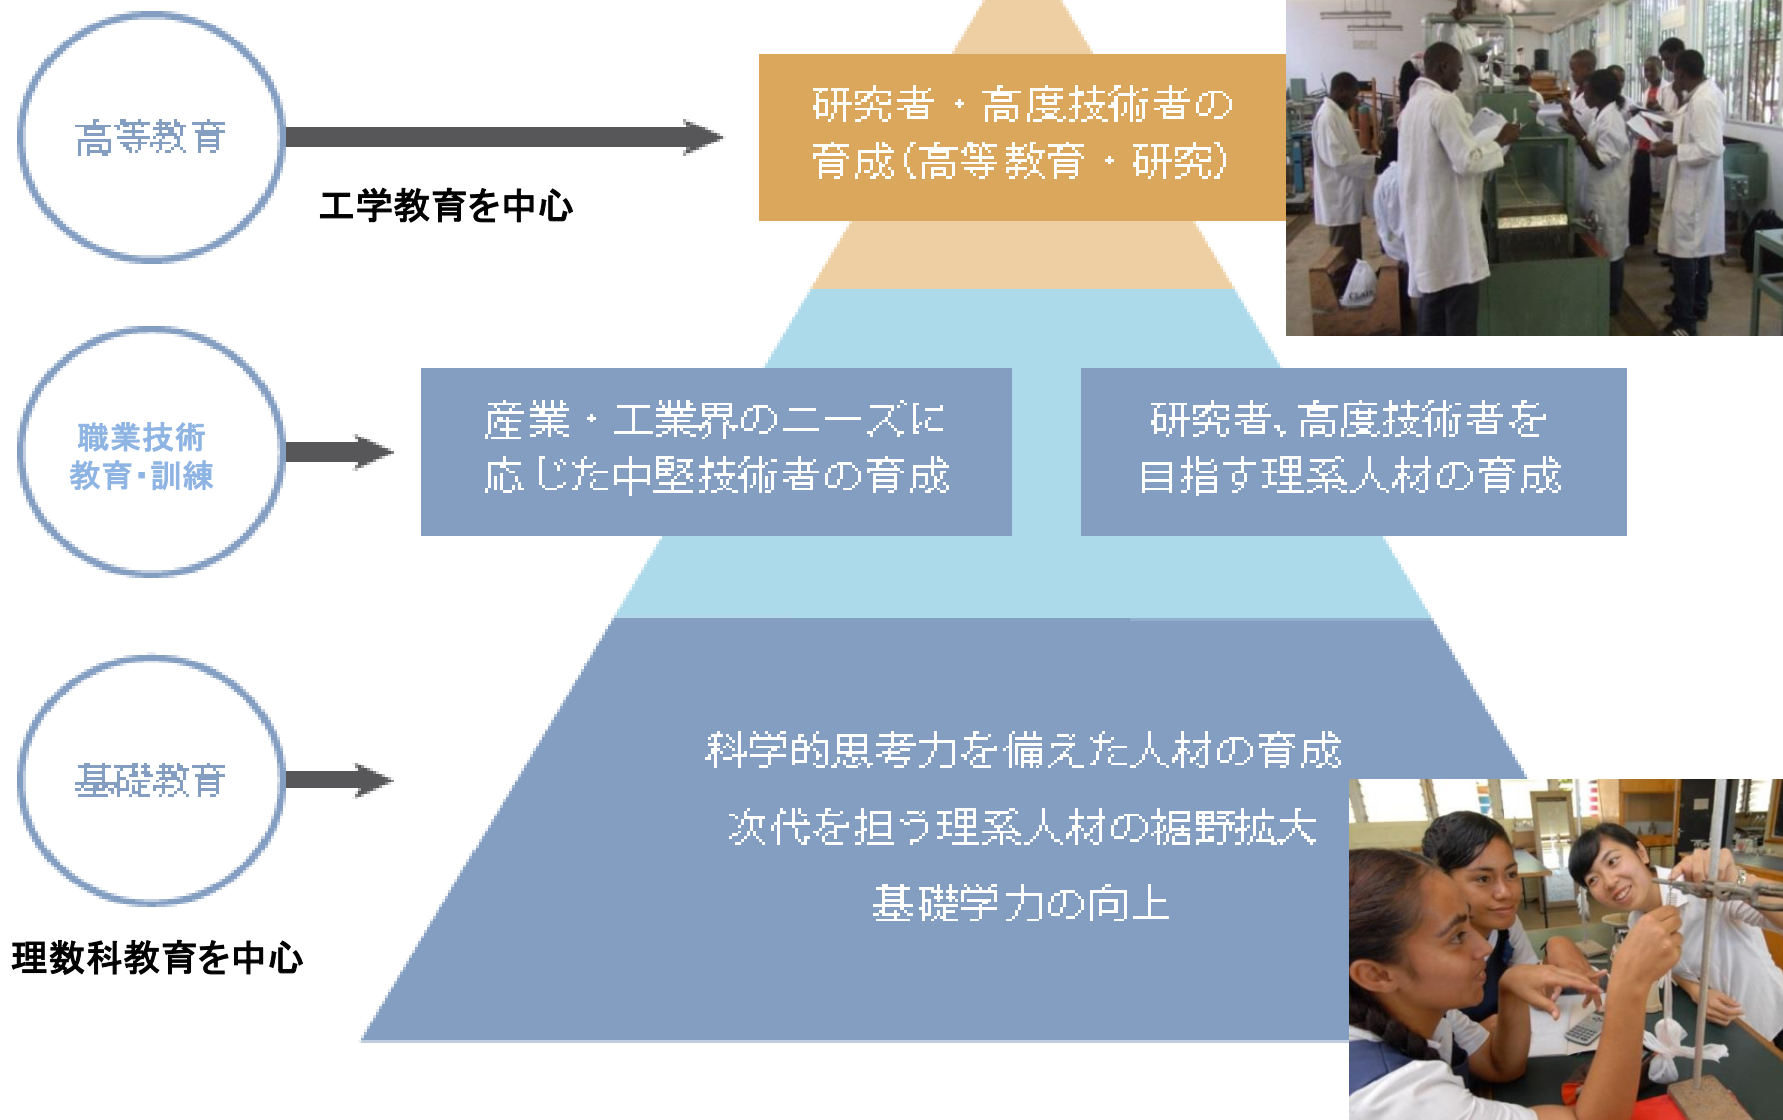 高等教育
工学教育を中心
研究者・高度技術者の
育成(高等教育・研究)
職業技術
教育・訓練
産業・工業界のニーズに
応じた中堅技術者の育成
研究者、高度技術者を
目指す理系人材の育成
基礎教育
理数科教育を中心
科学的思考力を備えた人材の育成
次代を担う理系人材の裾野拡大
基礎学力の向上